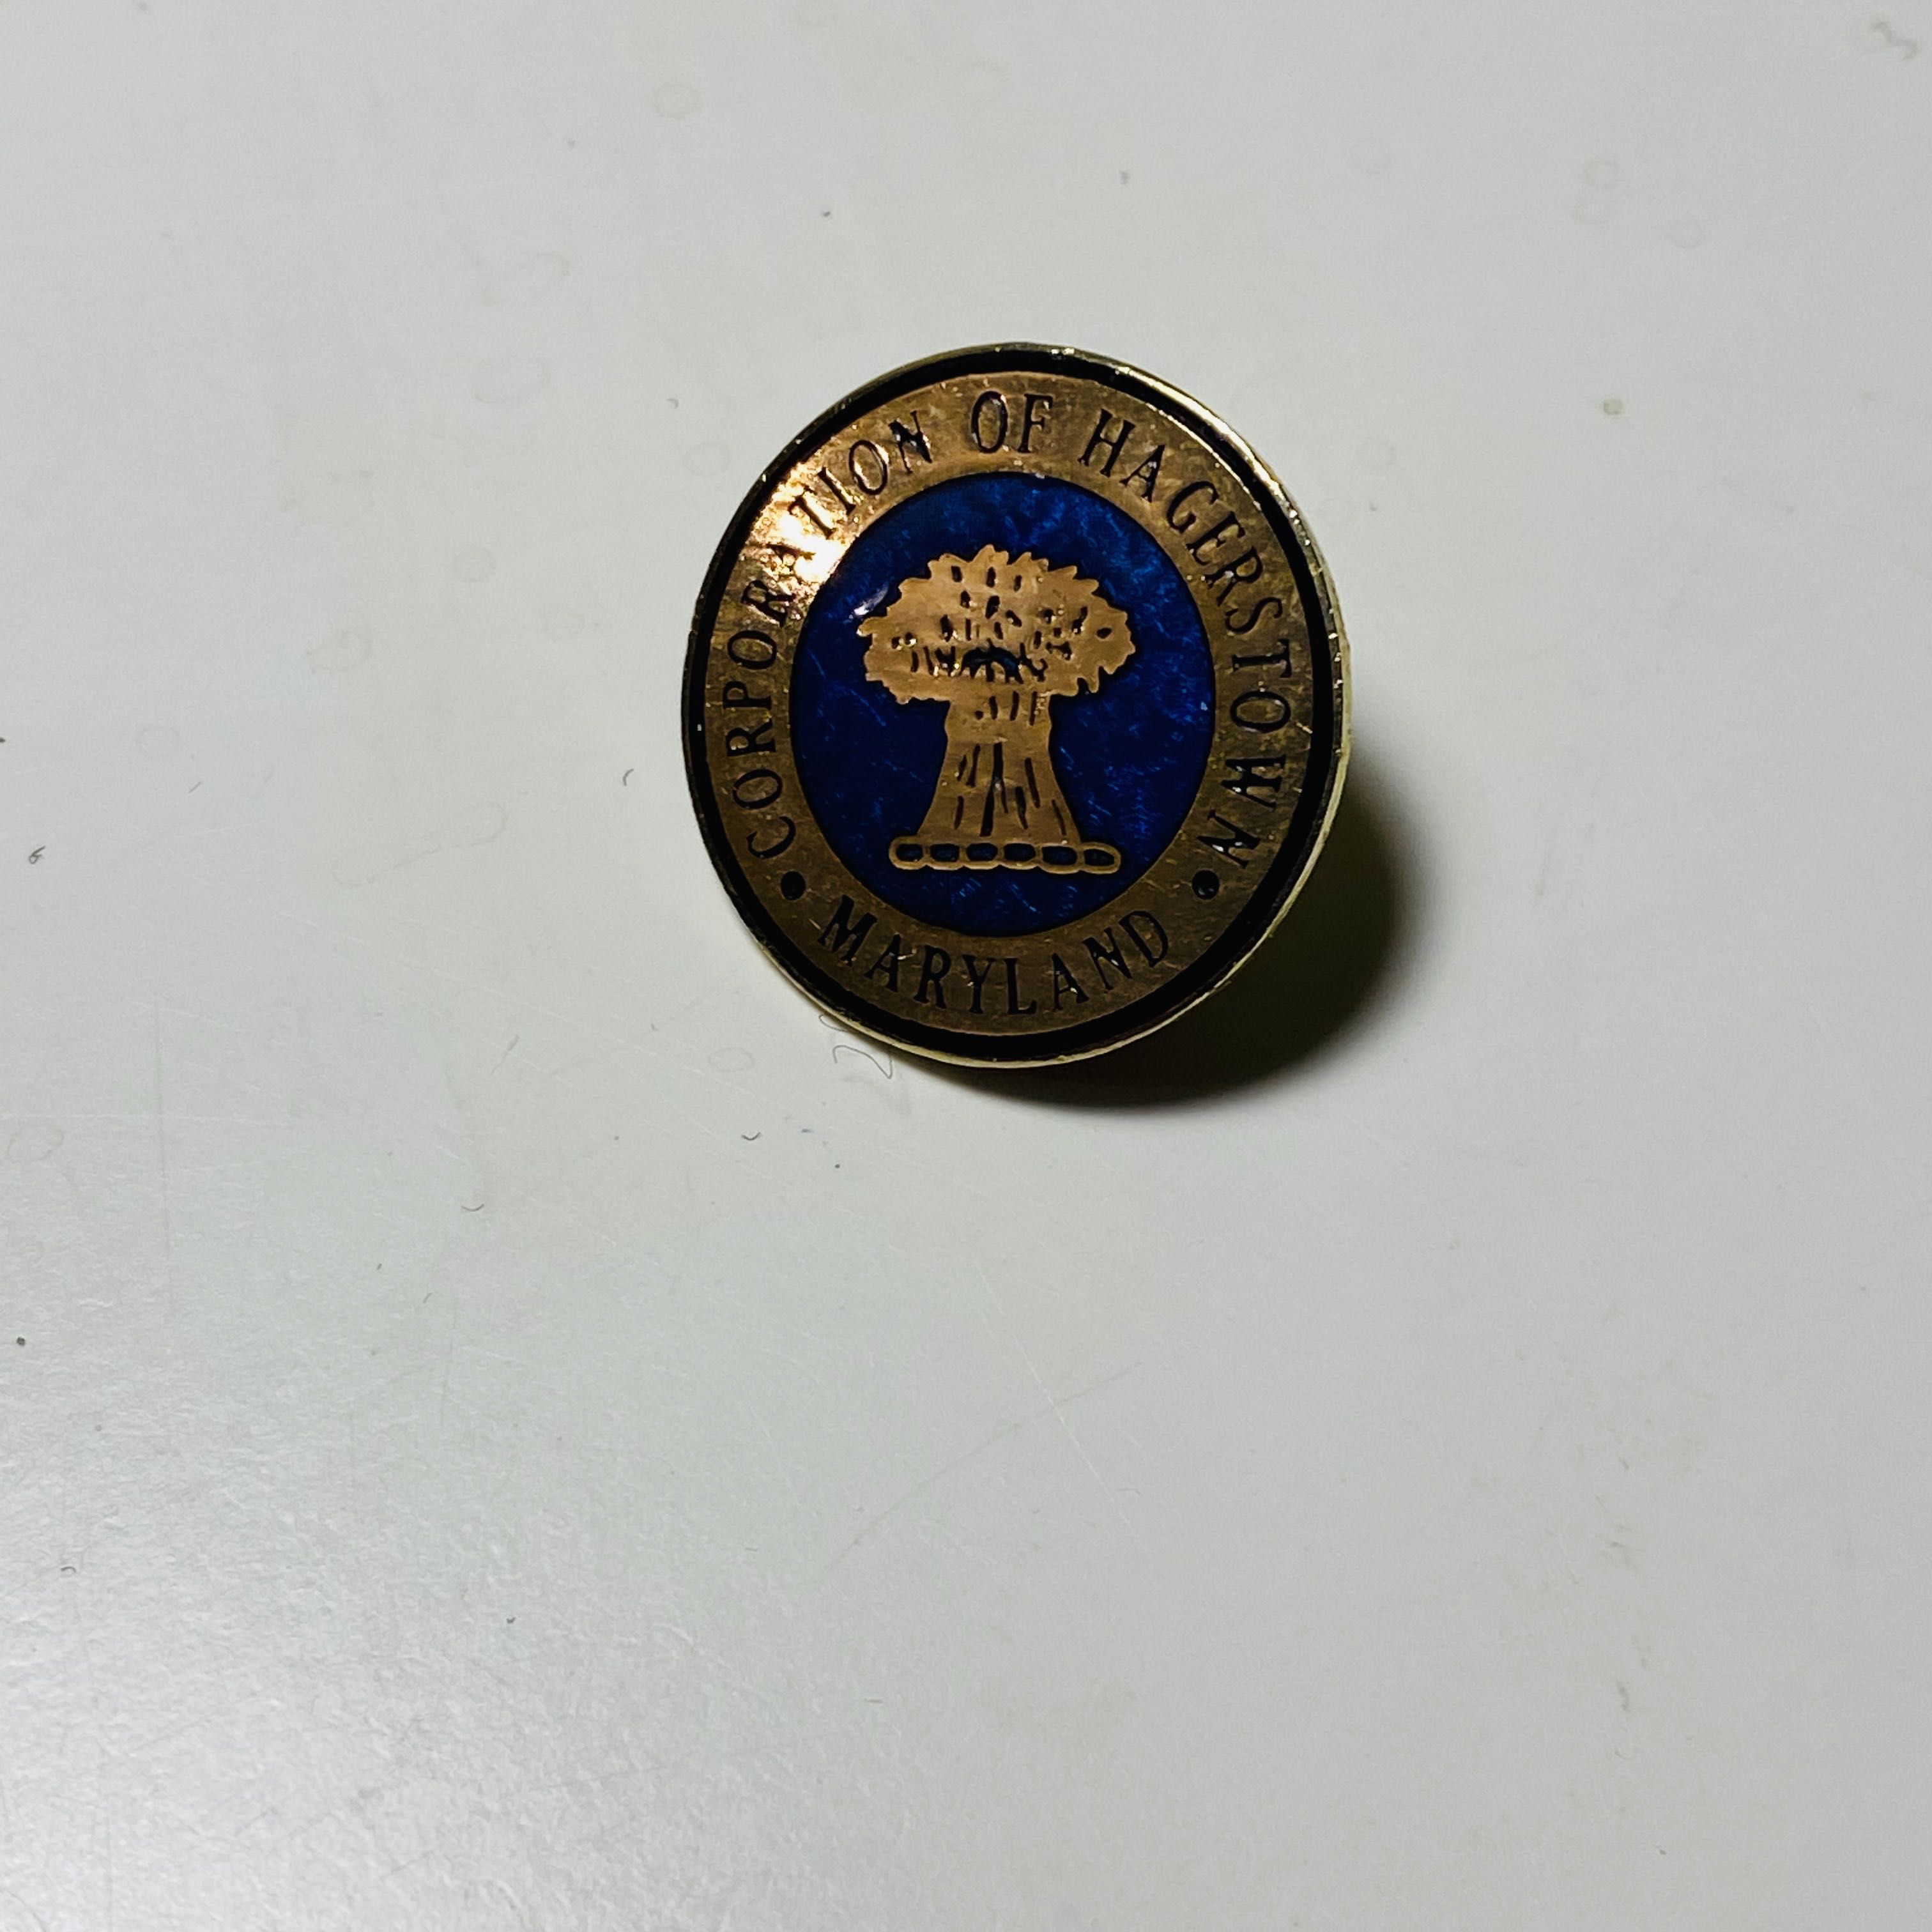 CORPORATION OF HAGERSTOWN
• MARYLAND •